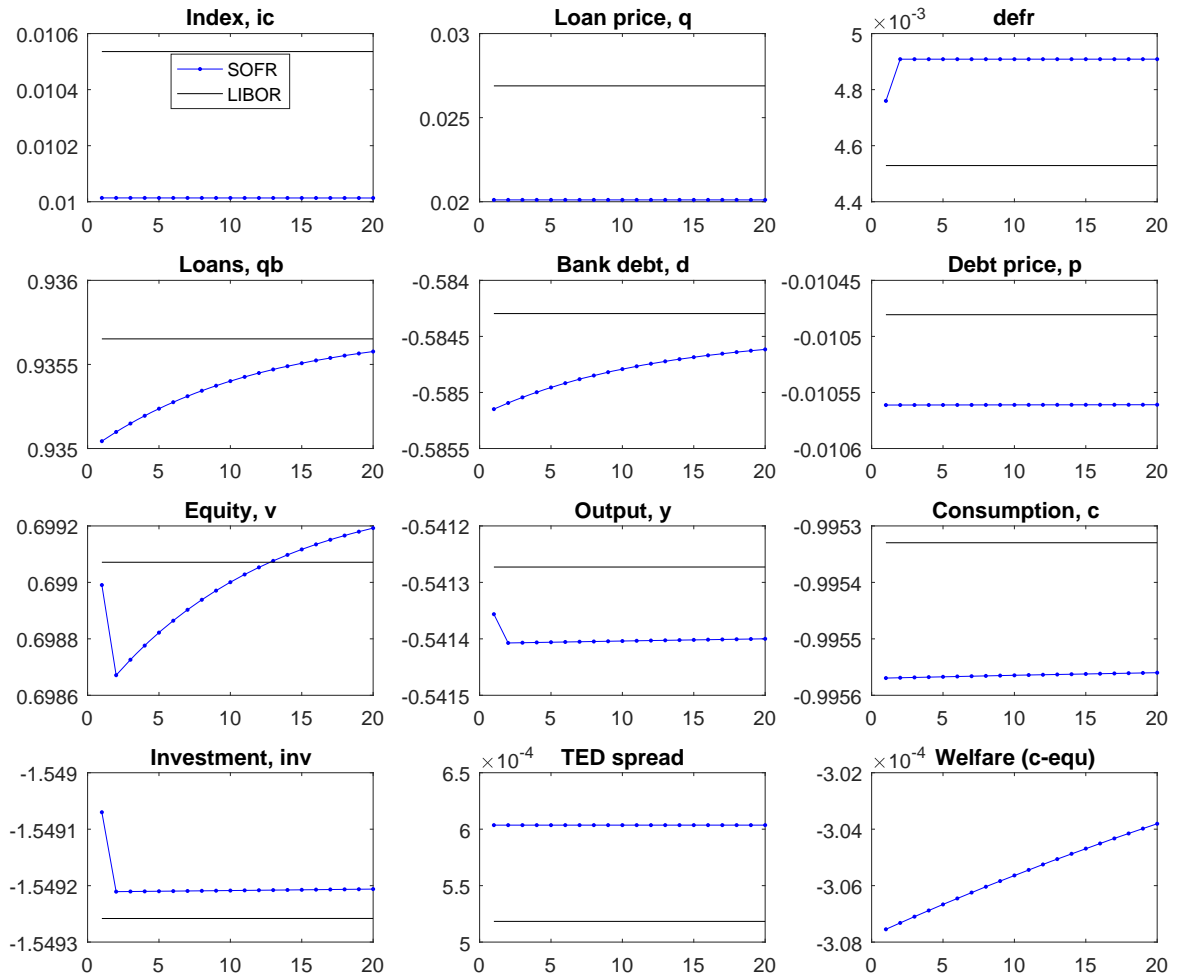 Index, ic
0.0106
0.0104
0.0102
0.01
0 5 10 15 20
SOFR
LIBOR
Loan price, q
0.03
0.025
0.02
0 5 10 15 20
defr
×10-3
5
4.8
4.6
4.4
0 5 10 15 20
Loans, qb
0.936
0.9355
0.935
0 5 10 15 20
Bank debt, d
-0.584
-0.5845
-0.585
-0.5855
0 5 10 15 20
Debt price, p
-0.01045
-0.0105
-0.01055
-0.0106
0 5 10 15 20
Equity, v
0.6992
0.699
0.6988
0.6986
0 5 10 15 20
Output, y
-0.5412
-0.5413
-0.5414
-0.5415
0 5 10 15 20
Consumption, c
-0.9953
-0.9954
-0.9955
-0.9956
0 5 10 15 20
Investment, inv
-1.549
-1.5491
-1.5492
-1.5493
0 5 10 15 20
TED spread
×10-4
6.5
6
5.5
5
0 5 10 15 20
Welfare (c-equ)
×10-4
-3.02
-3.04
-3.06
-3.08
0 5 10 15 20